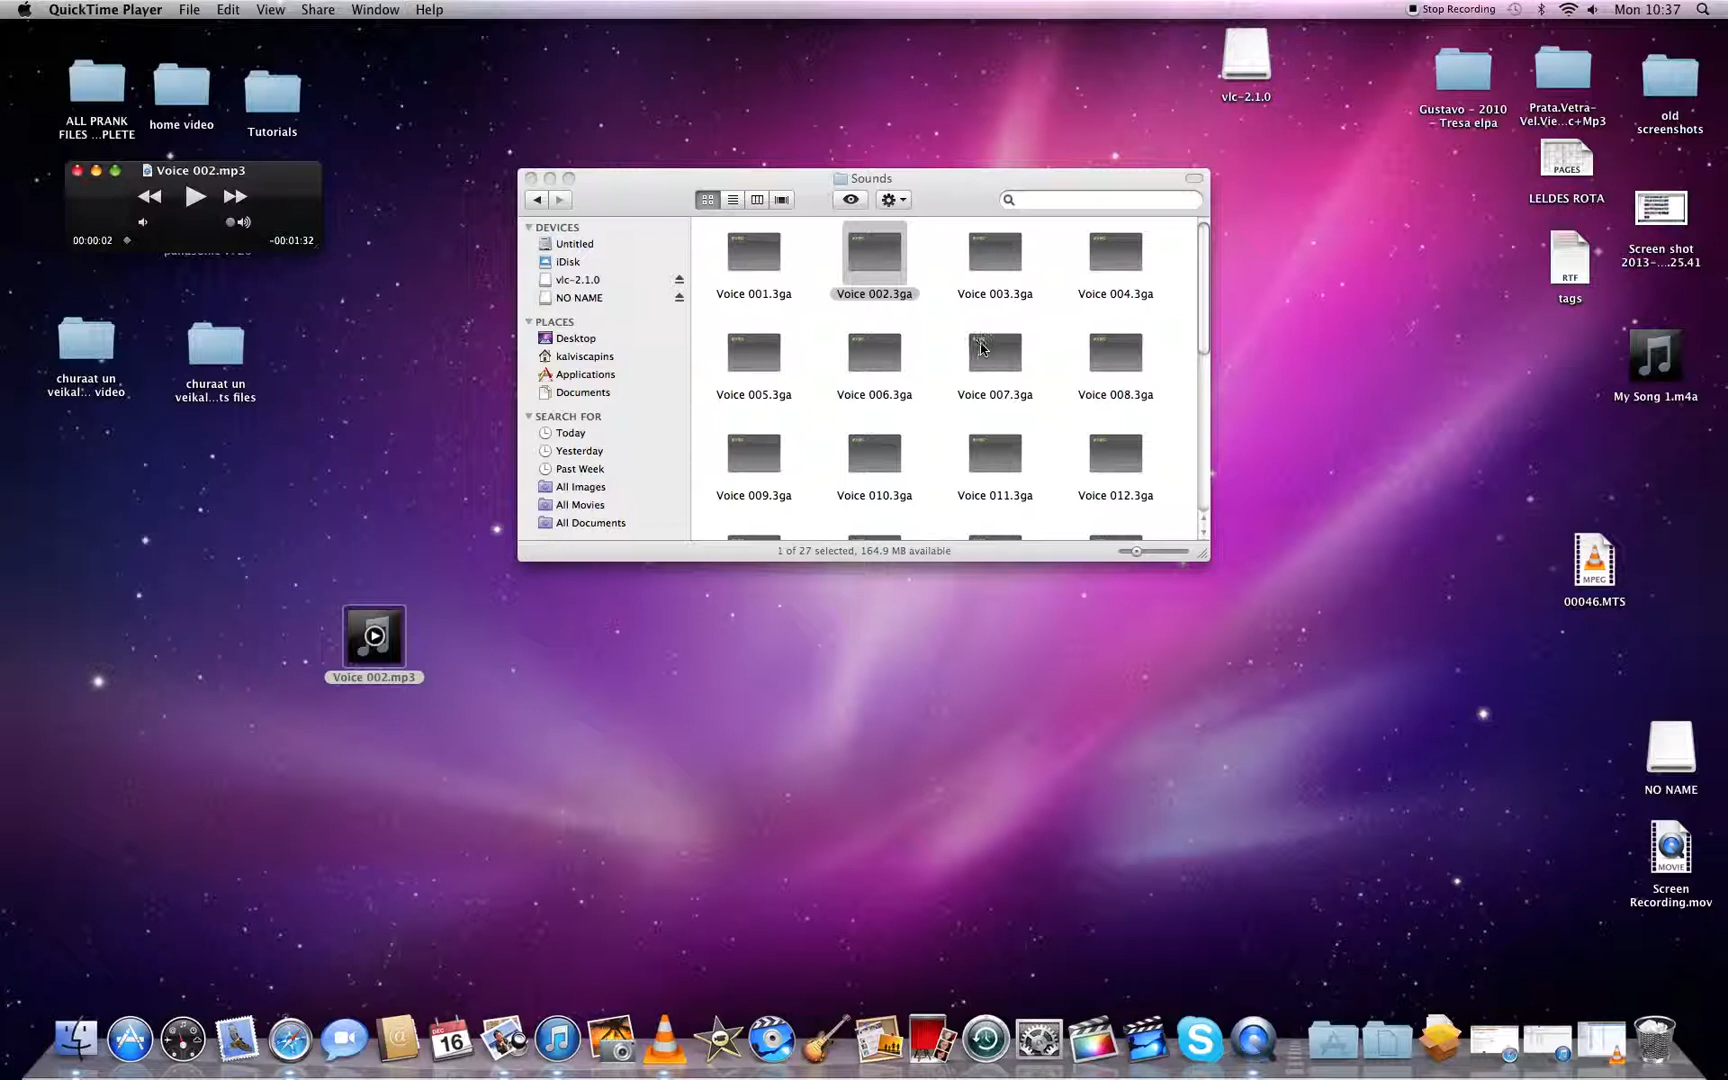 QuickTime Player File Edit View Share Window Help
Stop Recording Mon 10:37
vlc-2.1.0
ALL PRANK
FILES ...PLETE
home video
Tutorials
Gustavo - 2010
- Tresa elpa
Prata.Vetra-
Vel.Vie...c+Mp3
old
screenshots
PAGES
LELDES ROTA
Screen shot
2013-....25.41
RTF
tags
Voice 002.mp3
00:00:02
-00:01:32
churaat un
veikal... video
churaat un
veikal...ts files
Sounds
DEVICES
Untitled
iDisk
vlc-2.1.0
NO NAME
PLACES
Desktop
kalviscapins
Applications
Documents
SEARCH FOR
Today
Yesterday
Past Week
All Images
All Movies
All Documents
Voice 001.3ga
Voice 002.3ga
Voice 003.3ga
Voice 004.3ga
Voice 005.3ga
Voice 006.3ga
Voice 007.3ga
Voice 008.3ga
Voice 009.3ga
Voice 010.3ga
Voice 011.3ga
Voice 012.3ga
1 of 27 selected, 164.9 MB available
My Song 1.m4a
MPEG
00046.MTS
Voice 002.mp3
NO NAME
MOVIE
Screen
Recording.mov
DEC
16